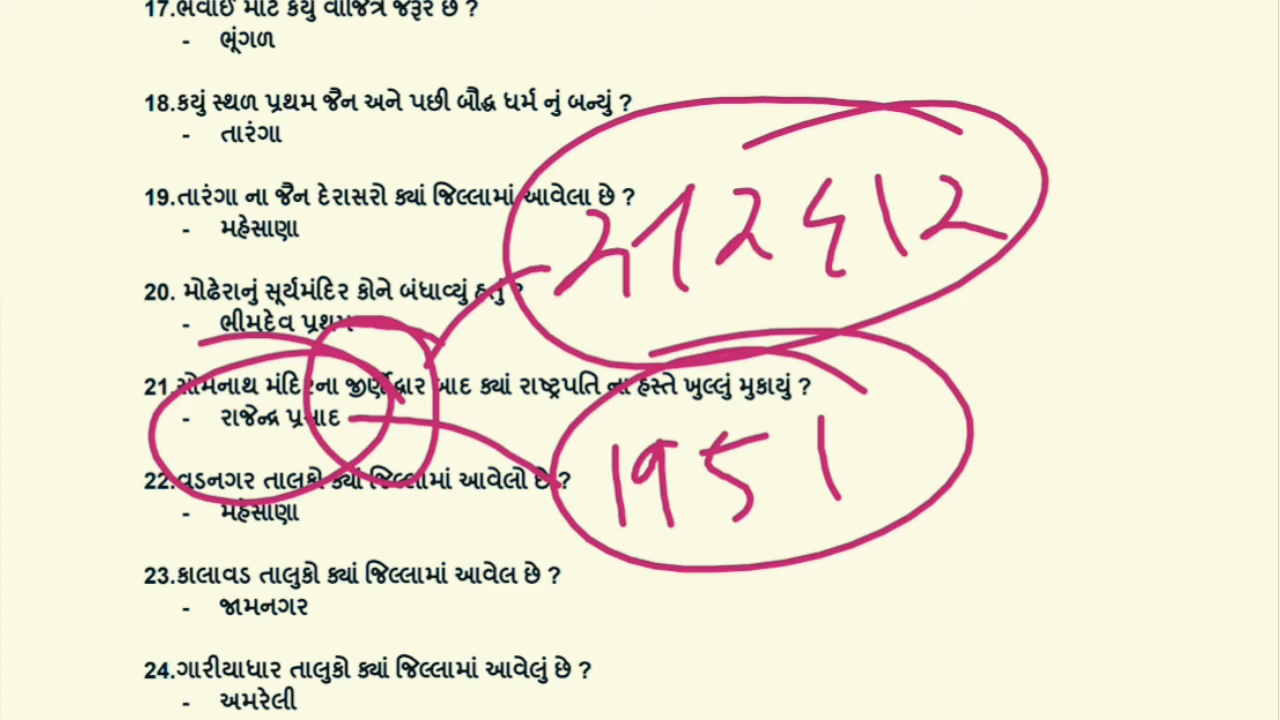 17.ભવાઈ માટે કયું વાજિંત્ર જરૂર છે ?
- ભૂંગળ
18.કયું સ્થળ પ્રથમ જૈન અને પછી બૌદ્ધ ધર્મ નું બન્યું ?
- તારંગા
19.તારંગા ના જૈન દેરાસરો ક્યાં જિલ્લામાં આવેલા છે ?
- મહેસાણા
20. મોઢેરાનું સૂર્યમંદિર કોને બંધાવ્યું હતું ?
- ભીમદેવ પ્રથમ
સરદાર
21.સોમનાથ મંદિરના જીર્ણોદ્વાર બાદ ક્યાં રાષ્ટ્રપતિ ના હસ્તે ખુલ્લું મુકાયું ?
- રાજેન્દ્ર પ્રસાદ
1951
22.વડનગર તાલુકો ક્યાં જિલ્લામાં આવેલો છે ?
- મહેસાણા
23.કાલાવડ તાલુકો ક્યાં જિલ્લામાં આવેલ છે ?
- જામનગર
24.ગારીયાધાર તાલુકો ક્યાં જિલ્લામાં આવેલું છે ?
- અમરેલી